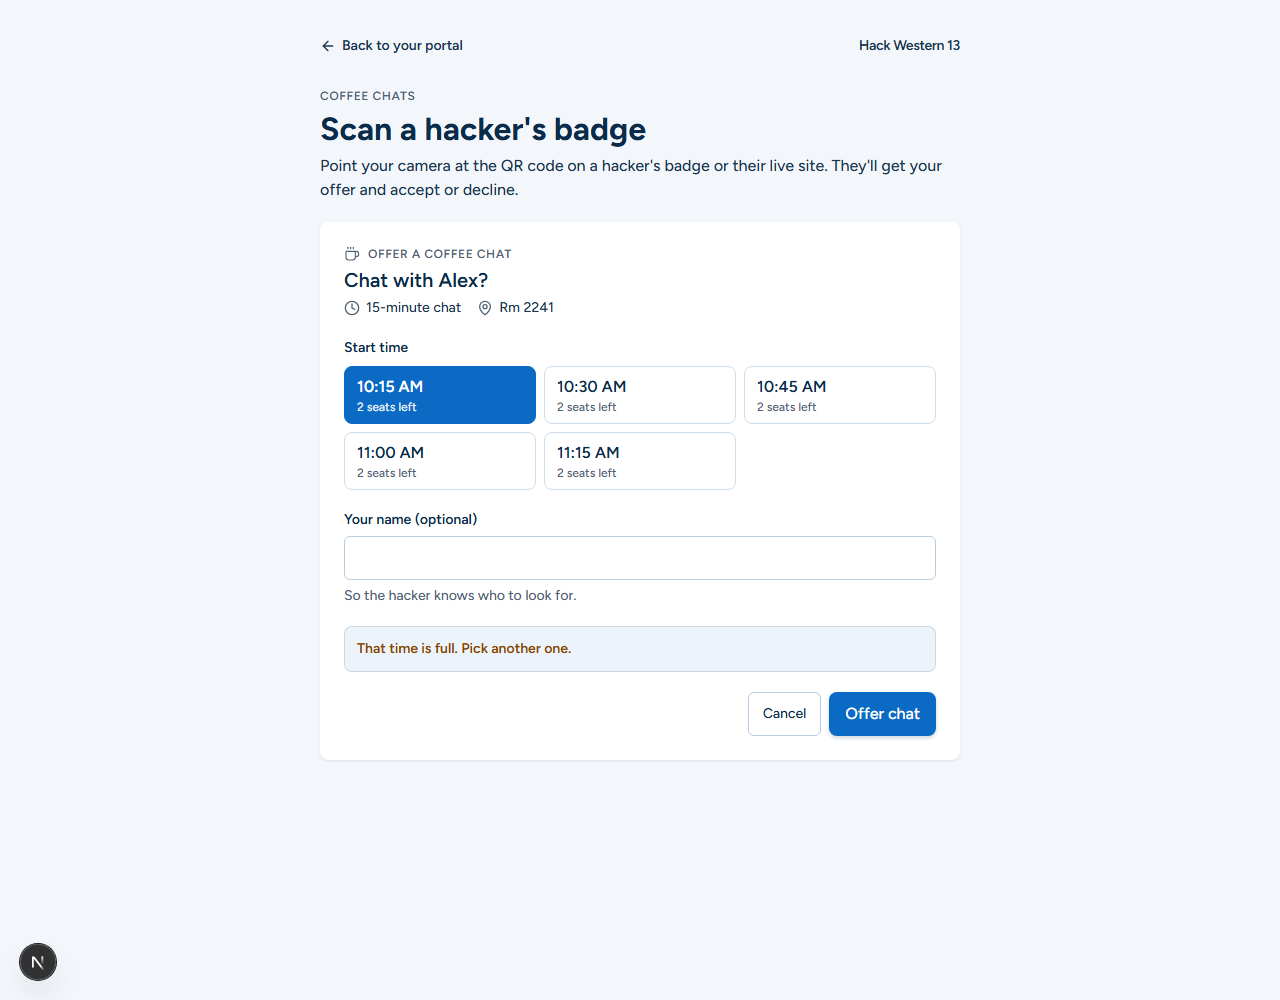 Back to your portal
Hack Western 13
COFFEE CHATS
Scan a hacker's badge
Point your camera at the QR code on a hacker's badge or their live site. They'll get your
offer and accept or decline.
OFFER A COFFEE CHAT
Chat with Alex?
15-minute chat
Rm 2241
Start time
10:15 AM
2 seats left
10:30 AM
2 seats left
10:45 AM
2 seats left
11:00 AM
2 seats left
11:15 AM
2 seats left
Your name (optional)
So the hacker knows who to look for.
That time is full. Pick another one.
Cancel
Offer chat
N